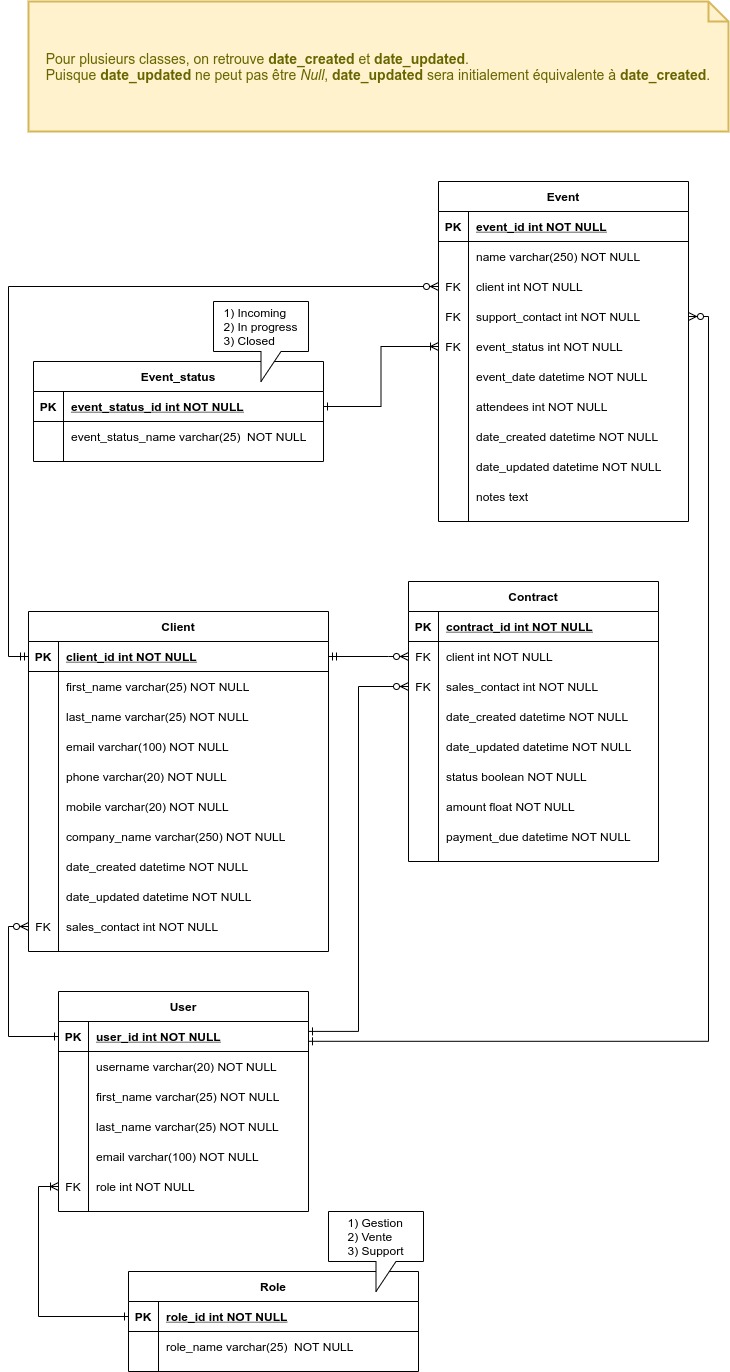 Pour plusieurs classes, on retrouve date_created et date_updated.
Puisque date_updated ne peut pas être Null, date_updated sera initialement équivalente à date_created.
Event
PK event_id int NOT NULL
name varchar(250) NOT NULL
FK client int NOT NULL
FK support_contact int NOT NULL
FK event_status int NOT NULL
event_date datetime NOT NULL
attendees int NOT NULL
date_created datetime NOT NULL
date_updated datetime NOT NULL
notes text
1) Incoming
2) In progress
3) Closed
Event_status
PK event_status_id int NOT NULL
event_status_name varchar(25)  NOT NULL
Contract
PK contract_id int NOT NULL
FK client int NOT NULL
FK sales_contact int NOT NULL
date_created datetime NOT NULL
date_updated datetime NOT NULL
status boolean NOT NULL
amount float NOT NULL
payment_due datetime NOT NULL
Client
PK client_id int NOT NULL
first_name varchar(25) NOT NULL
last_name varchar(25) NOT NULL
email varchar(100) NOT NULL
phone varchar(20) NOT NULL
mobile varchar(20) NOT NULL
company_name varchar(250) NOT NULL
date_created datetime NOT NULL
date_updated datetime NOT NULL
FK sales_contact int NOT NULL
User
PK user_id int NOT NULL
username varchar(20) NOT NULL
first_name varchar(25) NOT NULL
last_name varchar(25) NOT NULL
email varchar(100) NOT NULL
FK role int NOT NULL
1) Gestion
2) Vente
3) Support
Role
PK role_id int NOT NULL
role_name varchar(25)  NOT NULL